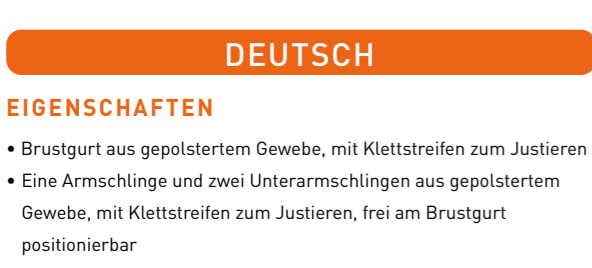 DEUTSCH
EIGENSCHAFTEN
• Brustgurt aus gepolstertem Gewebe, mit Klettstreifen zum Justieren
• Eine Armschlinge und zwei Unterarmschlingen aus gepolstertem
Gewebe, mit Klettstreifen zum Justieren, frei am Brustgurt
positionierbar